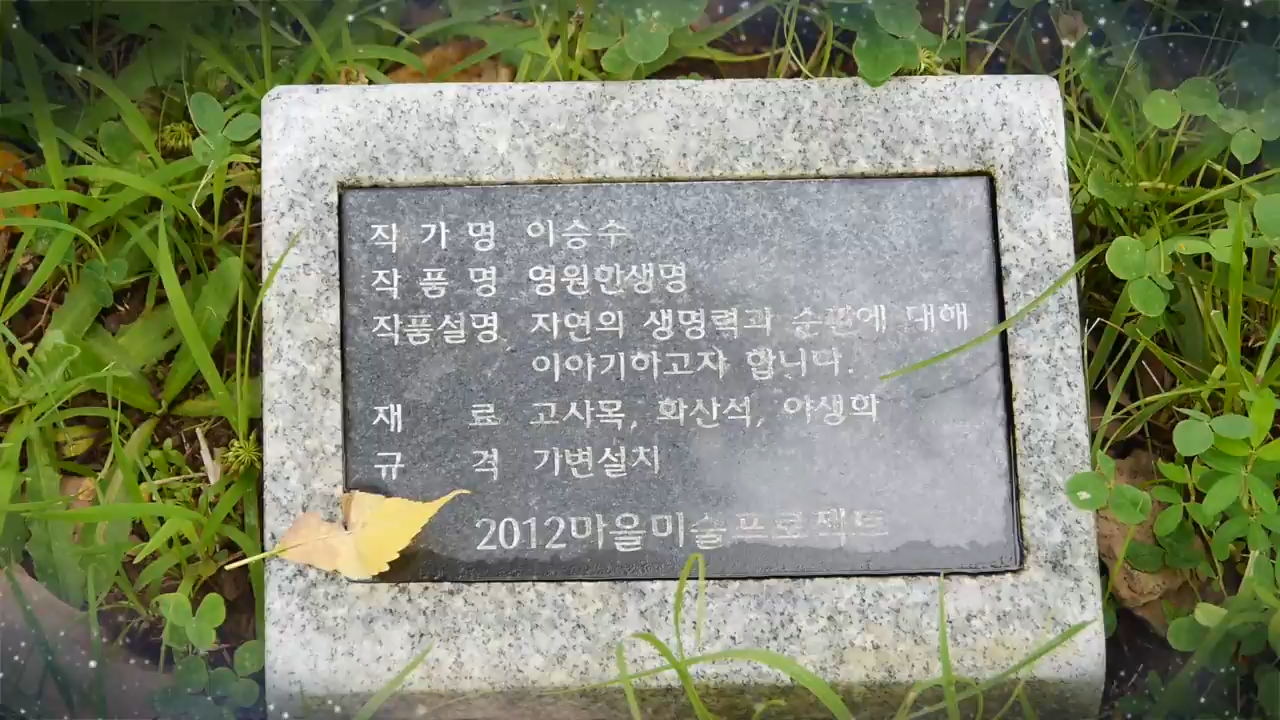 작 가 명 이승수
작 품 명 영원한생명
작품설명 자연의 생명력과 순환에 대해
이야기하고자 합니다.
재 료 고사목, 화산석, 야생화
규 격 가변설치
2012마을미술프로젝트